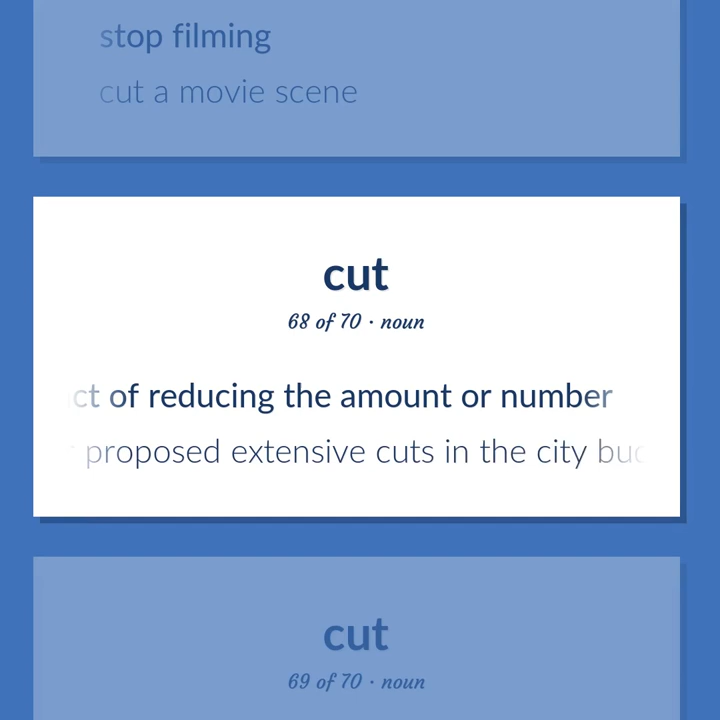 stop filming
cut a movie scene
cut
68 of 70 · noun
of reducing the amount or number
proposed extensive cuts in the city
cut
69 of 70 · noun